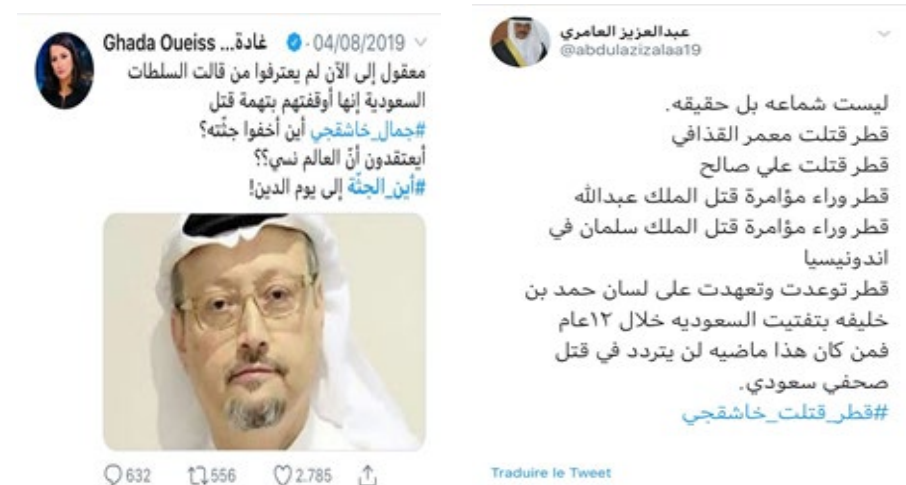 Ghada Oueiss ...غادة · 04/08/2019
معقول إلى الآن لم يعترفوا من قالت السلطات
السعودية إنها أوقفتهم بتهمة قتل
#جمال_خاشقجي أين أخفوا جثّته؟
أيعتقدون أنّ العالم نسي؟؟
#أين_الجثّة إلى يوم الدين!
632 556 2.785
عبدالعزيز العامري
@abdulazizalaa19
ليست شماعه بل حقيقه.
قطر قتلت معمر القذافي
قطر قتلت علي صالح
قطر وراء مؤامرة قتل الملك عبدالله
قطر وراء مؤامرة قتل الملك سلمان في
اندونيسيا
قطر توعدت وتعهدت على لسان حمد بن
خليفه بتفتيت السعوديه خلال ١٢عام
فمن كان هذا ماضيه لن يتردد في قتل
صحفي سعودي.
#قطر_قتلت_خاشقجي
Traduire le Tweet